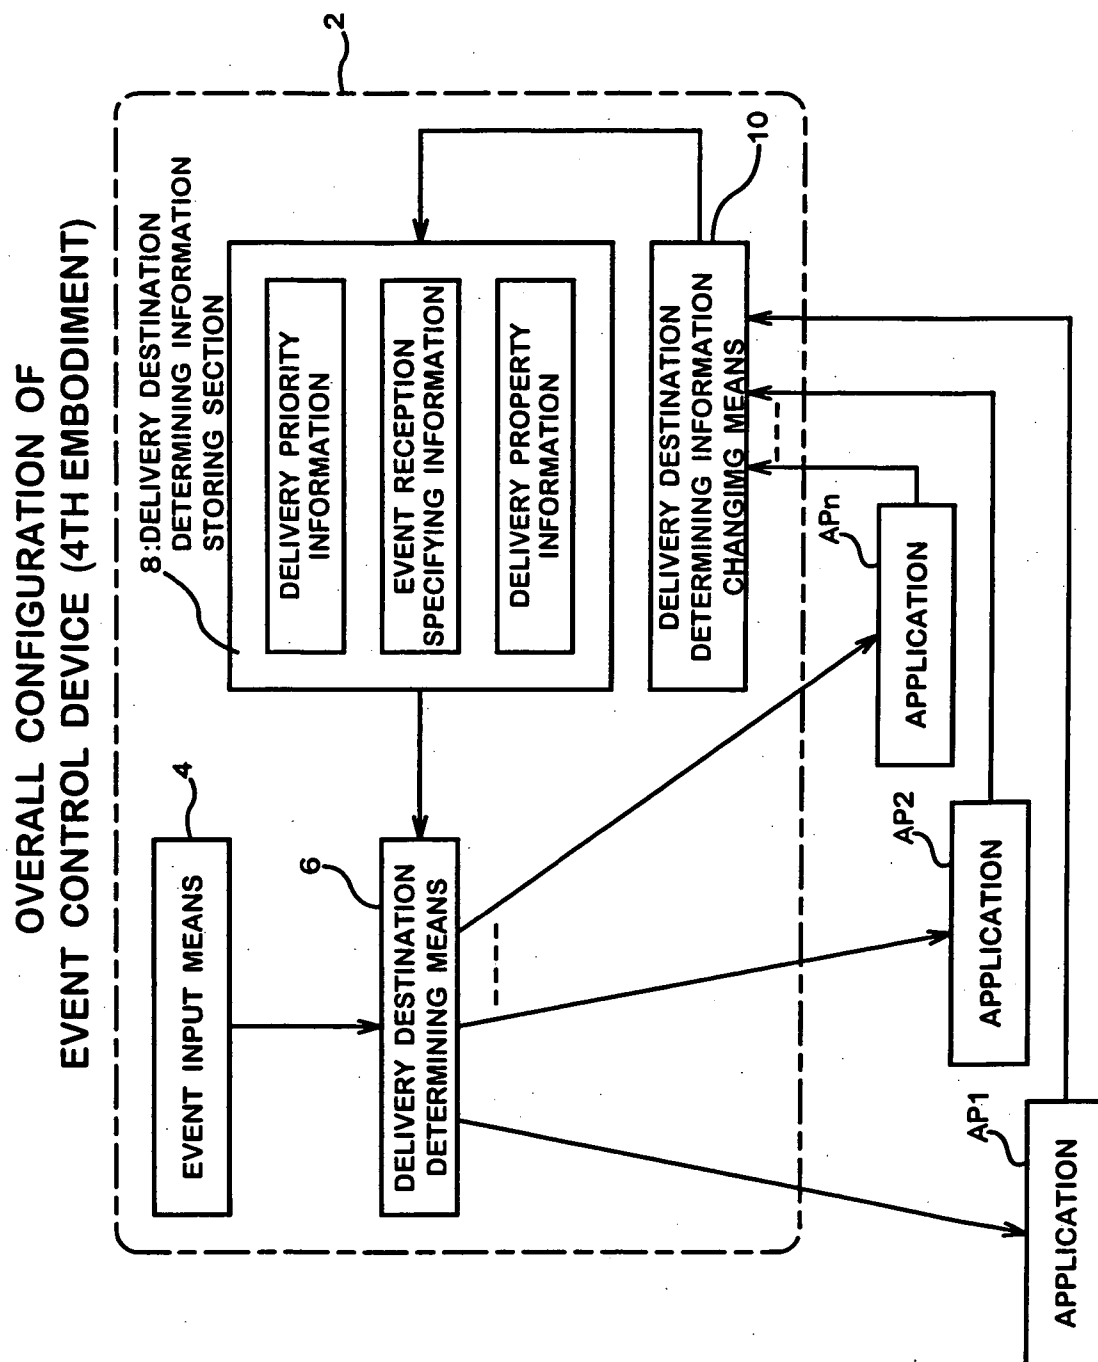 OVERALL CONFIGURATION OF
EVENT CONTROL DEVICE (4TH EMBODIMENT)
2
4
EVENT INPUT MEANS
6
DELIVERY DESTINATION
DETERMINING MEANS
8:DELIVERY DESTINATION
DETERMINING INFORMATION
STORING SECTION
DELIVERY PRIORITY
INFORMATION
EVENT RECEPTION
SPECIFYING INFORMATION
DELIVERY PROPERTY
INFORMATION
10
DELIVERY DESTINATION
DETERMINING INFORMATION
CHANGIMG MEANS
AP1
APPLICATION
AP2
APPLICATION
APn
APPLICATION